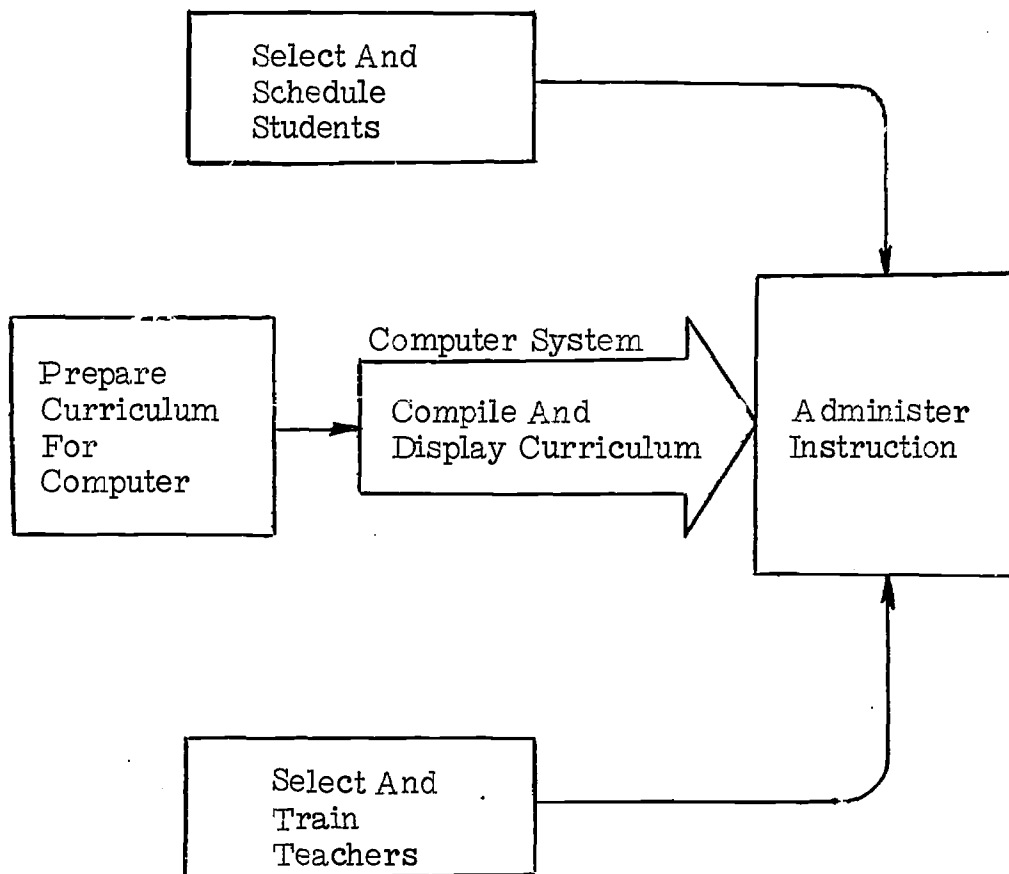 Select And
Schedule
Students
Prepare
Curriculum
For
Computer
Computer System
Compile And
Display Curriculum
Administer
Instruction
Select And
Train
Teachers